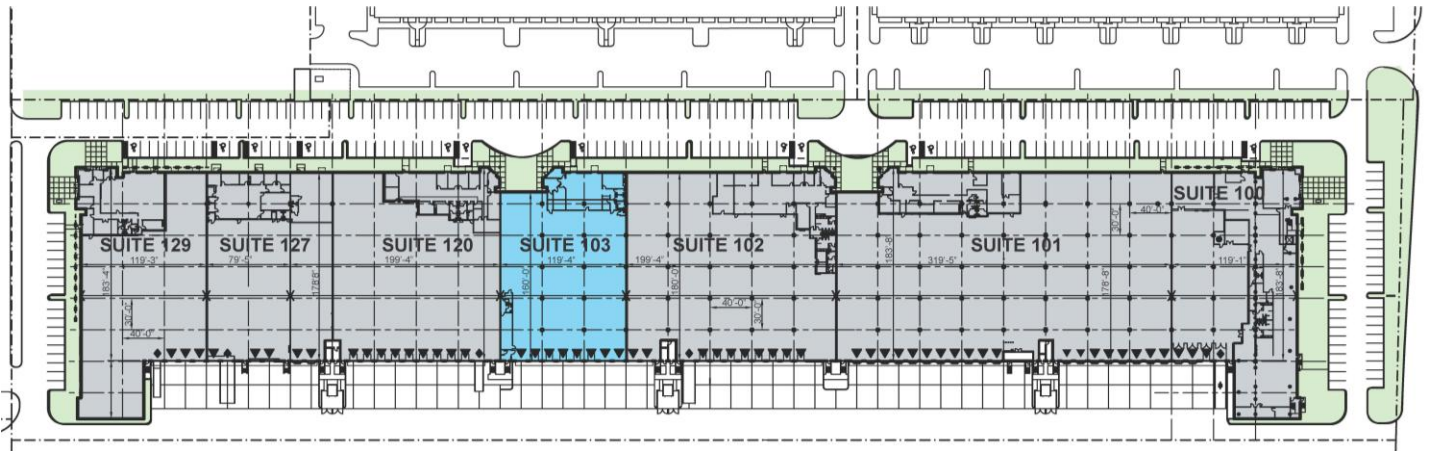 SUITE 100
SUITE 129
SUITE 127
SUITE 120
SUITE 103
SUITE 102
SUITE 101
119'-3"
79'-5"
199'-4"
119'-4"
199'-4"
319'-5"
119'-1"
183'-4"
178'8"
160'-0"
180'-0"
183'-8"
178'-8"
183'-8"
30'-0"
40'-0"
30'-0"
40'-0"
40'-0"
30'-0"